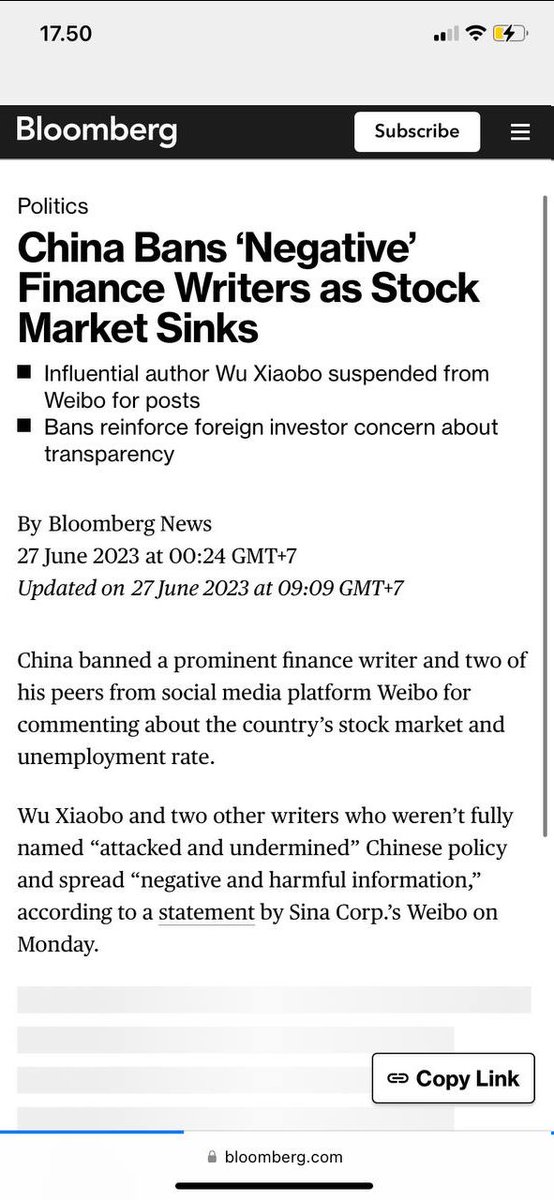 17.50
Bloomberg
Subscribe
Politics
China Bans ‘Negative’
Finance Writers as Stock
Market Sinks
Influential author Wu Xiaobo suspended from
Weibo for posts
Bans reinforce foreign investor concern about
transparency
By Bloomberg News
27 June 2023 at 00:24 GMT+7
Updated on 27 June 2023 at 09:09 GMT+7
China banned a prominent finance writer and two of
his peers from social media platform Weibo for
commenting about the country’s stock market and
unemployment rate.
Wu Xiaobo and two other writers who weren’t fully
named “attacked and undermined” Chinese policy
and spread “negative and harmful information,”
according to a statement by Sina Corp.’s Weibo on
Monday.
Copy Link
bloomberg.com